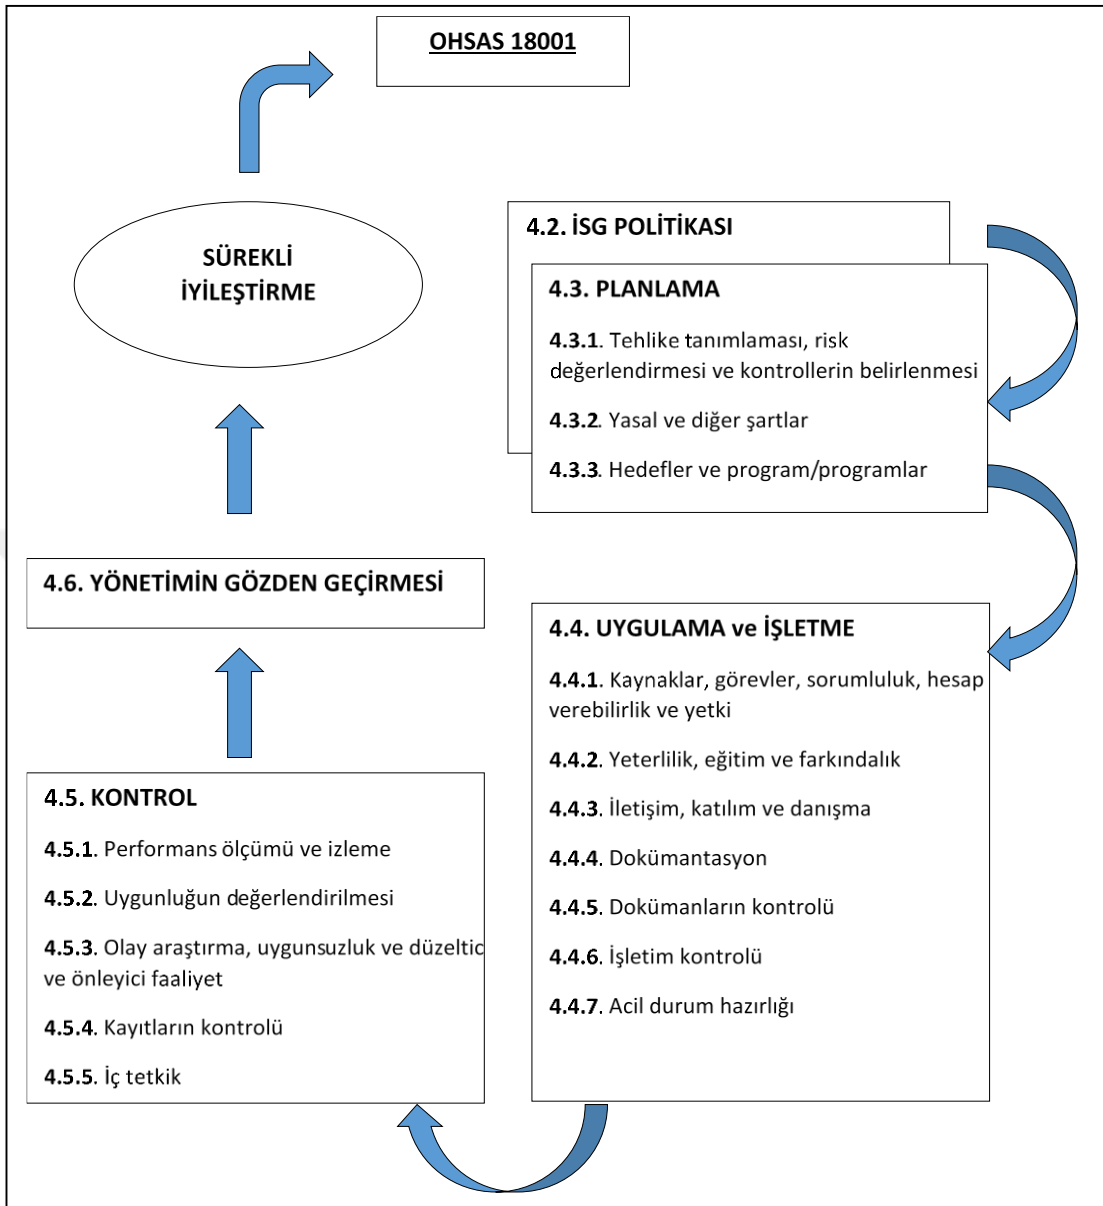 OHSAS 18001
SÜREKLİ
İYİLEŞTİRME
4.2. İSG POLİTİKASI
4.3. PLANLAMA
4.3.1. Tehlike tanımlaması, risk
değerlendirmesi ve kontrollerin belirlenmesi
4.3.2. Yasal ve diğer şartlar
4.3.3. Hedefler ve program/programlar
4.4. UYGULAMA ve İŞLETME
4.4.1. Kaynaklar, görevler, sorumluluk, hesap
verebilirlik ve yetki
4.4.2. Yeterlilik, eğitim ve farkındalık
4.4.3. İletişim, katılım ve danışma
4.4.4. Dokümantasyon
4.4.5. Dokümanların kontrolü
4.4.6. İşletim kontrolü
4.4.7. Acil durum hazırlığı
4.5. KONTROL
4.5.1. Performans ölçümü ve izleme
4.5.2. Uygunluğun değerlendirilmesi
4.5.3. Olay araştırma, uygunsuzluk ve düzeltic
ve önleyici faaliyet
4.5.4. Kayıtların kontrolü
4.5.5. İç tetkik
4.6. YÖNETİMİN GÖZDEN GEÇİRMESİ